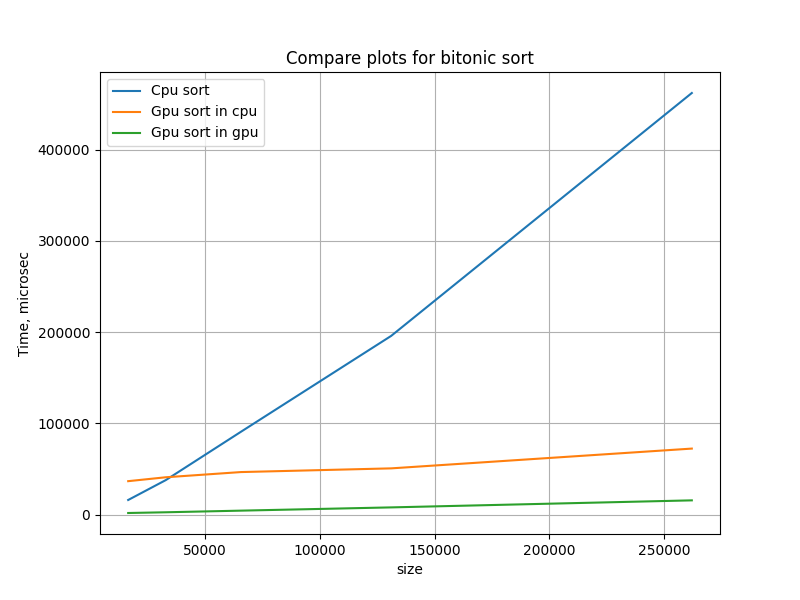 Compare plots for bitonic sort
Cpu sort
Gpu sort in cpu
Gpu sort in gpu
400000
300000
200000
100000
0
Time, microsec
50000 100000 150000 200000 250000
size